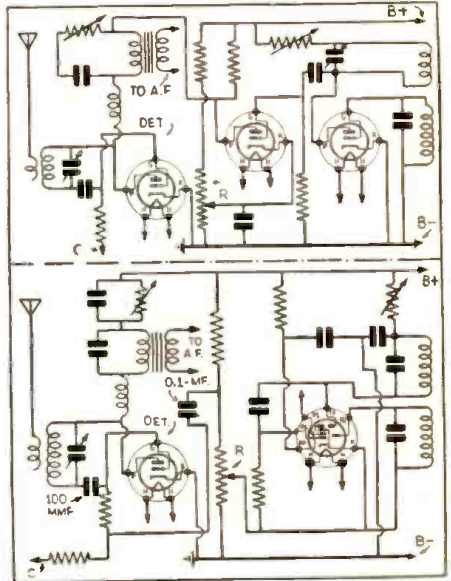 B+
TO A.F.
DET.
R
C
B-
B+
TO
A.F.
0.1-MF.
DET.
R
100
MMF
C
B-